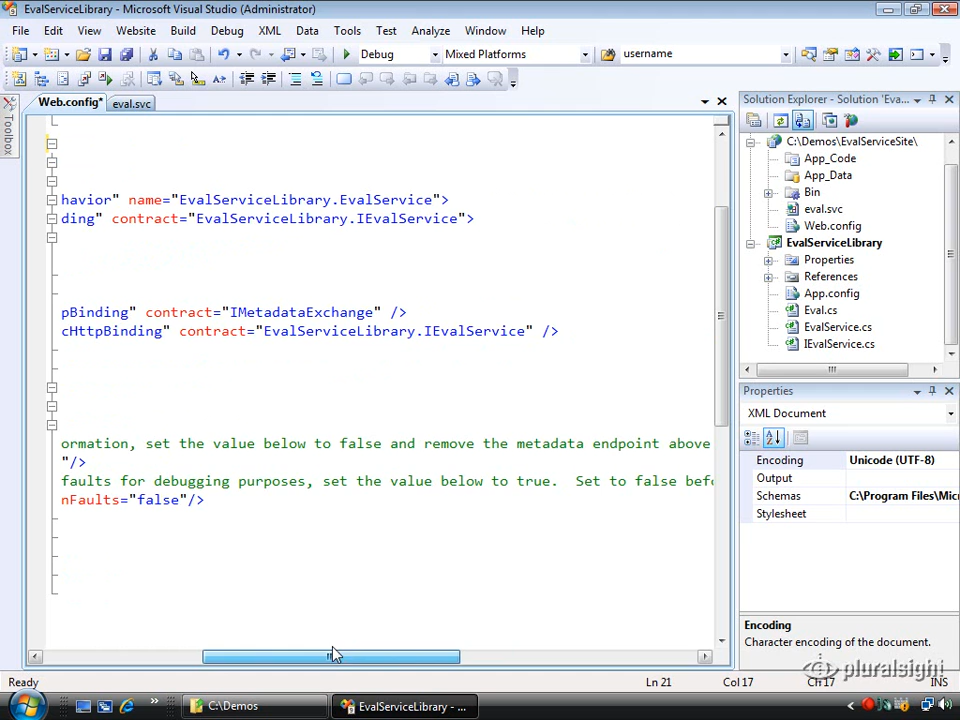 EvalServiceLibrary - Microsoft Visual Studio (Administrator)
File Edit View Website Build Debug XML Data Tools Test Analyze Window Help
Debug Mixed Platforms username
Web.config* eval.svc
Toolbox
havior" name="EvalServiceLibrary.EvalService">
ding" contract="EvalServiceLibrary.IEvalService">
pBinding" contract="IMetadataExchange" />
cHttpBinding" contract="EvalServiceLibrary.IEvalService" />
ormation, set the value below to false and remove the metadata endpoint above
"/>
faults for debugging purposes, set the value below to true.  Set to false befo
nFaults="false"/>
Solution Explorer - Solution 'Eva...
C:\Demos\EvalServiceSite\
App_Code
App_Data
Bin
eval.svc
Web.config
EvalServiceLibrary
Properties
References
App.config
Eval.cs
EvalService.cs
IEvalService.cs
Properties
XML Document
Encoding Unicode (UTF-8)
Output
Schemas C:\Program Files\Micr
Stylesheet
Encoding
Character encoding of the document.
Ready Ln 21 Col 17 Ch 17 INS
pluralsight
C:\Demos EvalServiceLibrary - ...